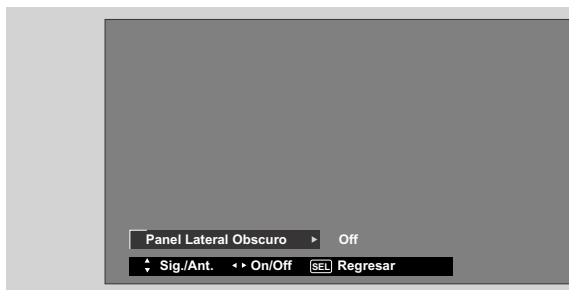 Panel Lateral Obscuro ▸ Off
Sig./Ant. ◂ ▸ On/Off SEL Regresar